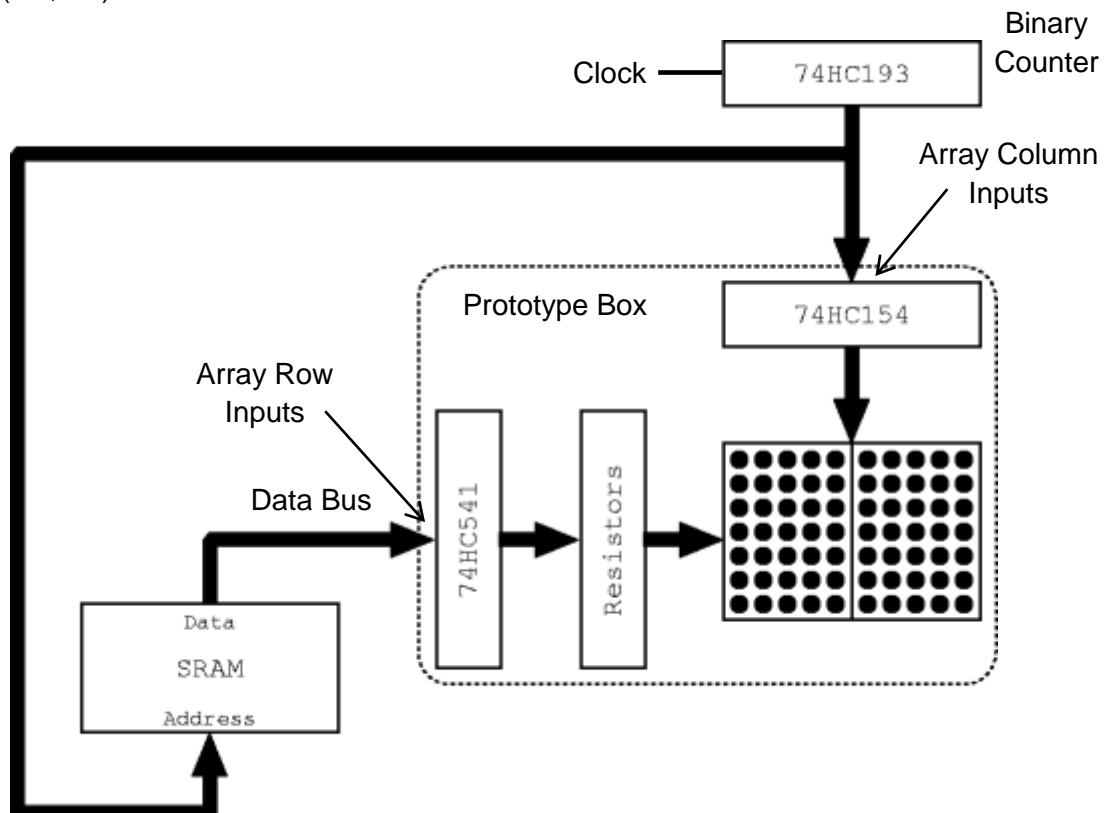 Binary
Counter
Clock
74HC193
Array Column
Inputs
Prototype Box
74HC154
Array Row
Inputs
74HC541
Resistors
Data Bus
Data
SRAM
Address